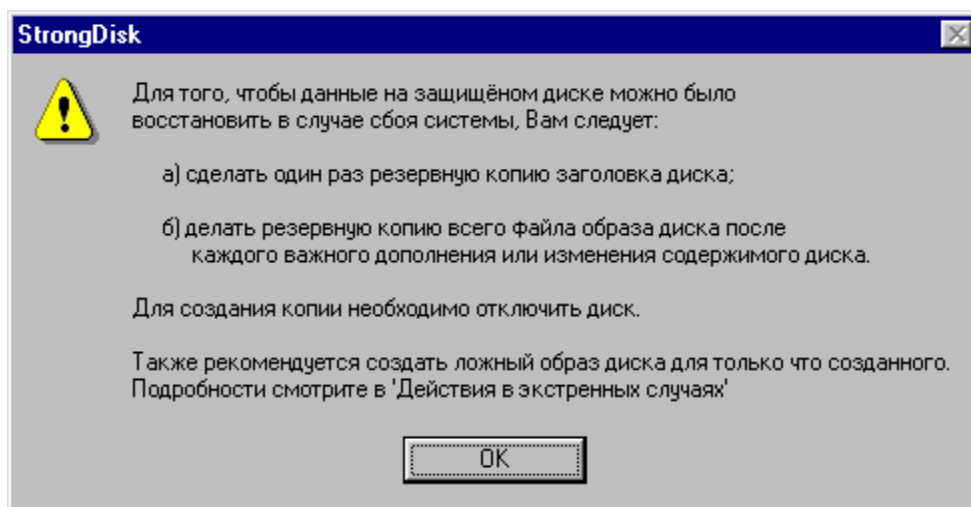 StrongDisk
Для того, чтобы данные на защищёном диске можно было
восстановить в случае сбоя системы, Вам следует:
а) сделать один раз резервную копию заголовка диска;
б) делать резервную копию всего файла образа диска после
каждого важного дополнения или изменения содержимого диска.
Для создания копии необходимо отключить диск.
Также рекомендуется создать ложный образ диска для только что созданного.
Подробности смотрите в 'Действия в экстренных случаях'
OK